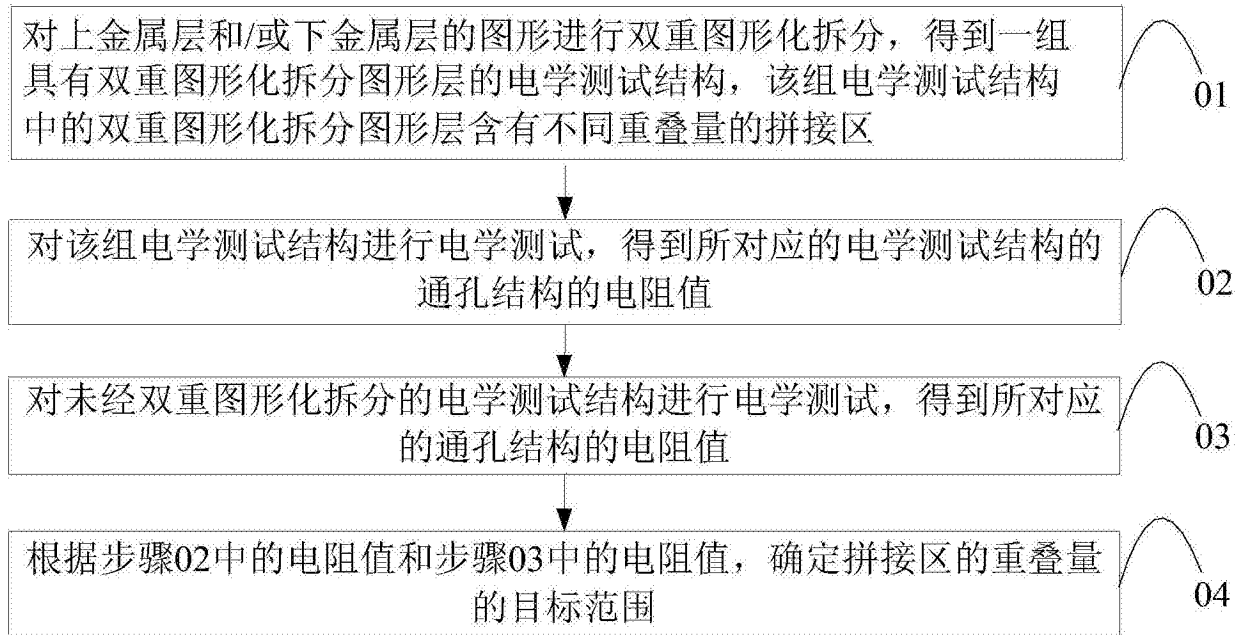 对上金属层和/或下金属层的图形进行双重图形化拆分，得到一组
具有双重图形化拆分图形层的电学测试结构，该组电学测试结构
中的双重图形化拆分图形层含有不同重叠量的拼接区
01
对该组电学测试结构进行电学测试，得到所对应的电学测试结构的
通孔结构的电阻值
02
对未经双重图形化拆分的电学测试结构进行电学测试，得到所对应
的通孔结构的电阻值
03
根据步骤02中的电阻值和步骤03中的电阻值，确定拼接区的重叠量
的目标范围
04